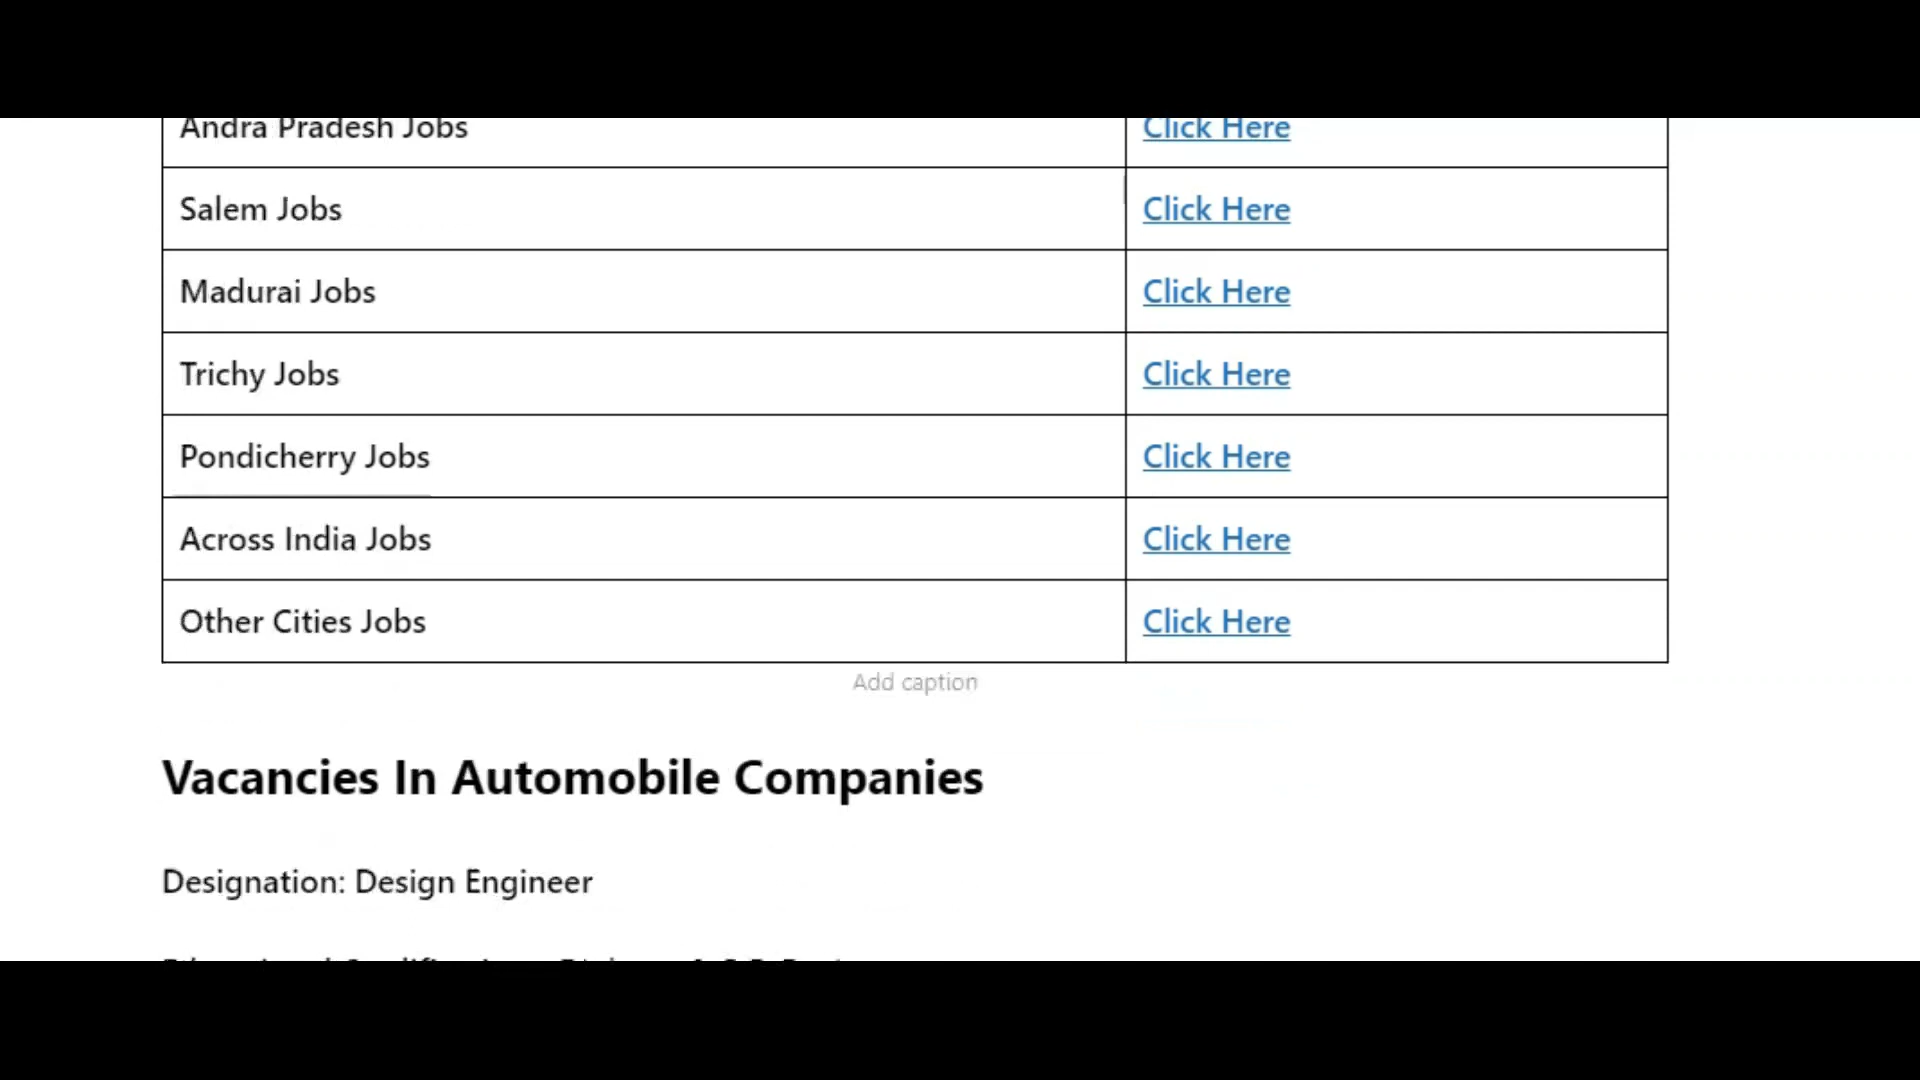 Andra Pradesh Jobs Click Here
Salem Jobs Click Here
Madurai Jobs Click Here
Trichy Jobs Click Here
Pondicherry Jobs Click Here
Across India Jobs Click Here
Other Cities Jobs Click Here
Add caption
Vacancies In Automobile Companies
Designation: Design Engineer